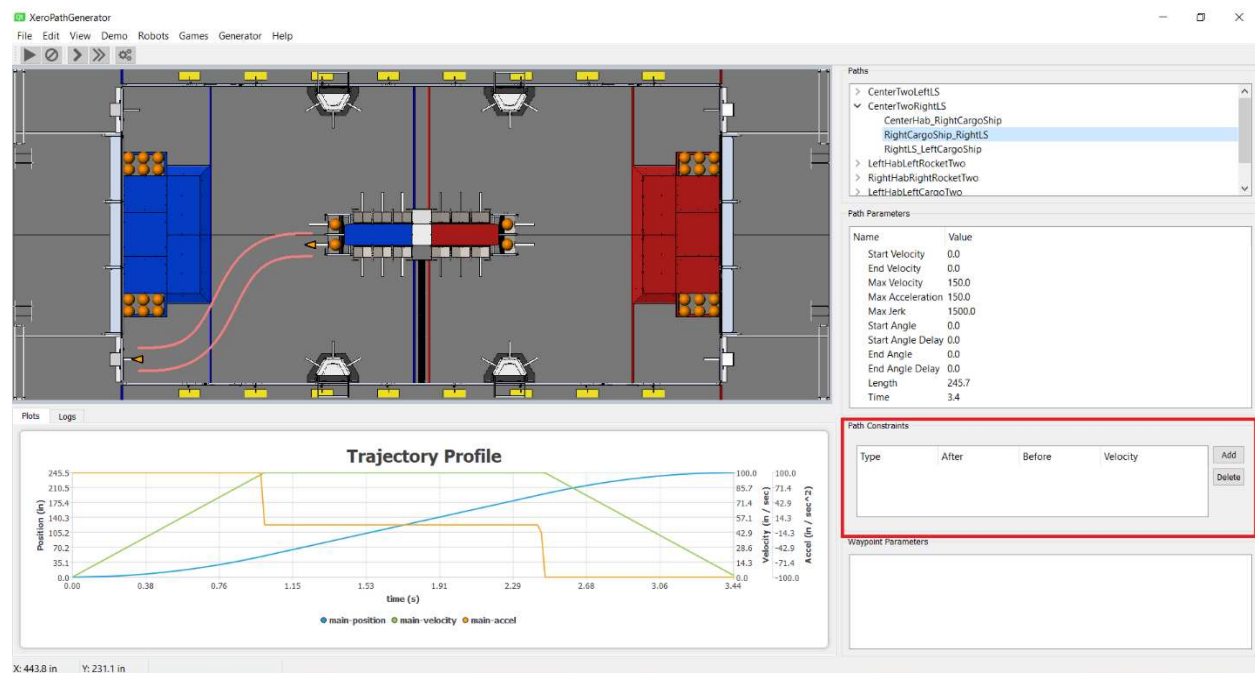 XeroPathGenerator
File Edit View Demo Robots Games Generator Help
Paths
CenterTwoLeftLS
CenterTwoRightLS
CenterHab_RightCargoShip
RightCargoShip_RightLS
RightLS_LeftCargoShip
LeftHabLeftRocketTwo
RightHabRightRocketTwo
LeftHabLeftCargoTwo
Path Parameters
Name Value
Start Velocity 0.0
End Velocity 0.0
Max Velocity 150.0
Max Acceleration 150.0
Max Jerk 1500.0
Start Angle 0.0
Start Angle Delay 0.0
End Angle 0.0
End Angle Delay 0.0
Length 245.7
Time 3.4
Path Constraints
Type After Before Velocity
Add
Delete
Waypoint Parameters
Plots Logs
Trajectory Profile
Position (in)
245.5
210.5
175.4
140.3
105.2
70.2
35.1
0.0
0.00 0.38 0.76 1.15 1.53 1.91 2.29 2.68 3.06 3.44
time (s)
100.0
85.7
71.4
57.1
42.9
28.6
14.3
0.0
Velocity (in / sec)
100.0
71.4
42.9
14.3
-14.3
-42.9
-71.4
-100.0
Accel (in / sec^2)
main-position main-velocity main-accel
X: 443.8 in Y: 231.1 in